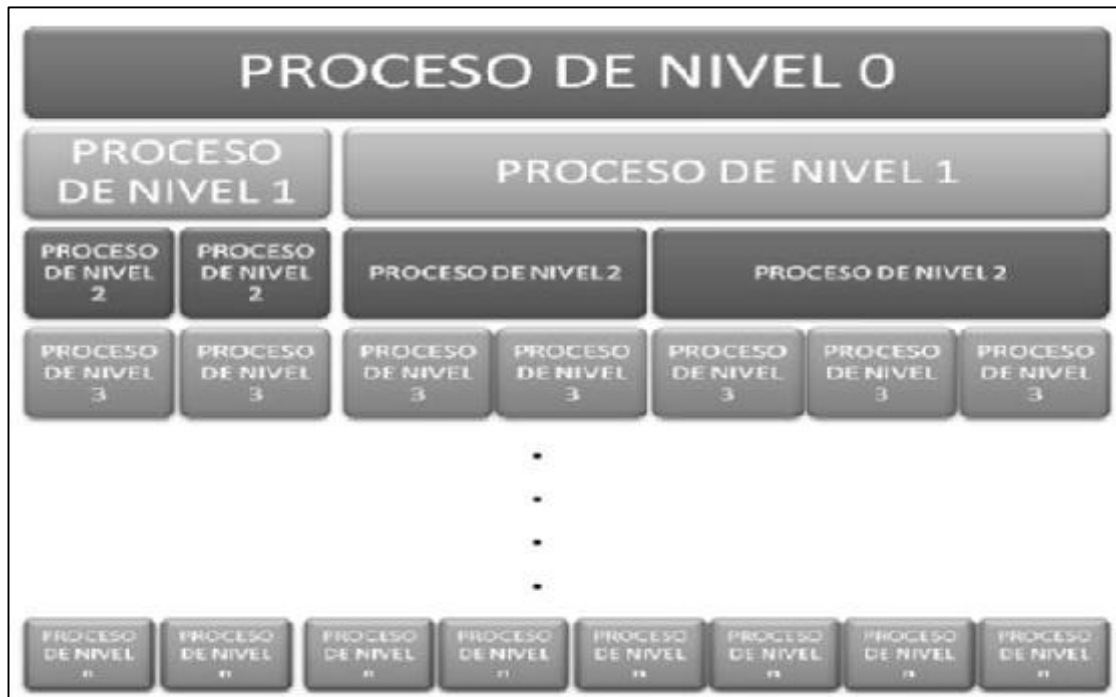 PROCESO DE NIVEL 0
PROCESO
DE NIVEL 1
PROCESO DE NIVEL 1
PROCESO
DE NIVEL
2
PROCESO
DE NIVEL
2
PROCESO DE NIVEL 2
PROCESO DE NIVEL 2
PROCESO
DE NIVEL
3
PROCESO
DE NIVEL
3
PROCESO
DE NIVEL
3
PROCESO
DE NIVEL
3
PROCESO
DE NIVEL
3
PROCESO
DE NIVEL
3
PROCESO
DE NIVEL
3
PROCESO
DE NIVEL
n
PROCESO
DE NIVEL
n
PROCESO
DE NIVEL
n
PROCESO
DE NIVEL
n
PROCESO
DE NIVEL
n
PROCESO
DE NIVEL
n
PROCESO
DE NIVEL
n
PROCESO
DE NIVEL
n